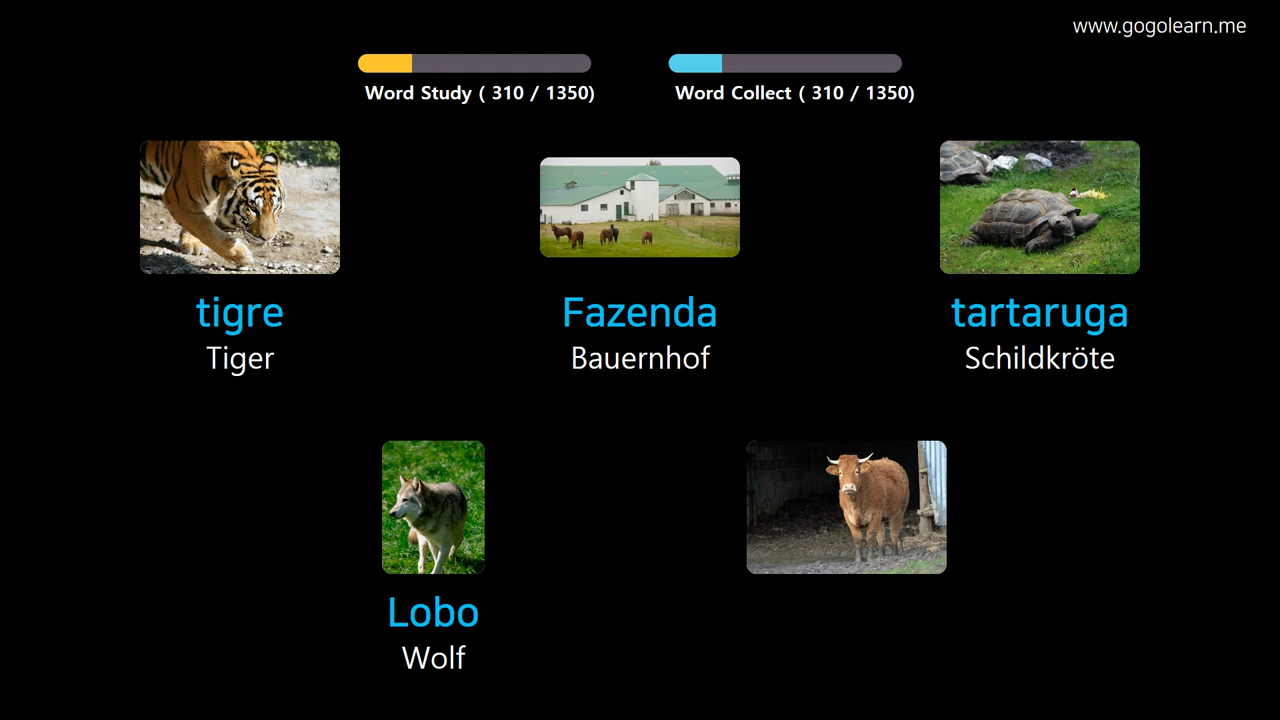 www.gogolearn.me
Word Study ( 310 / 1350)
Word Collect ( 310 / 1350)
tigre
Tiger
Fazenda
Bauernhof
tartaruga
Schildkröte
Lobo
Wolf